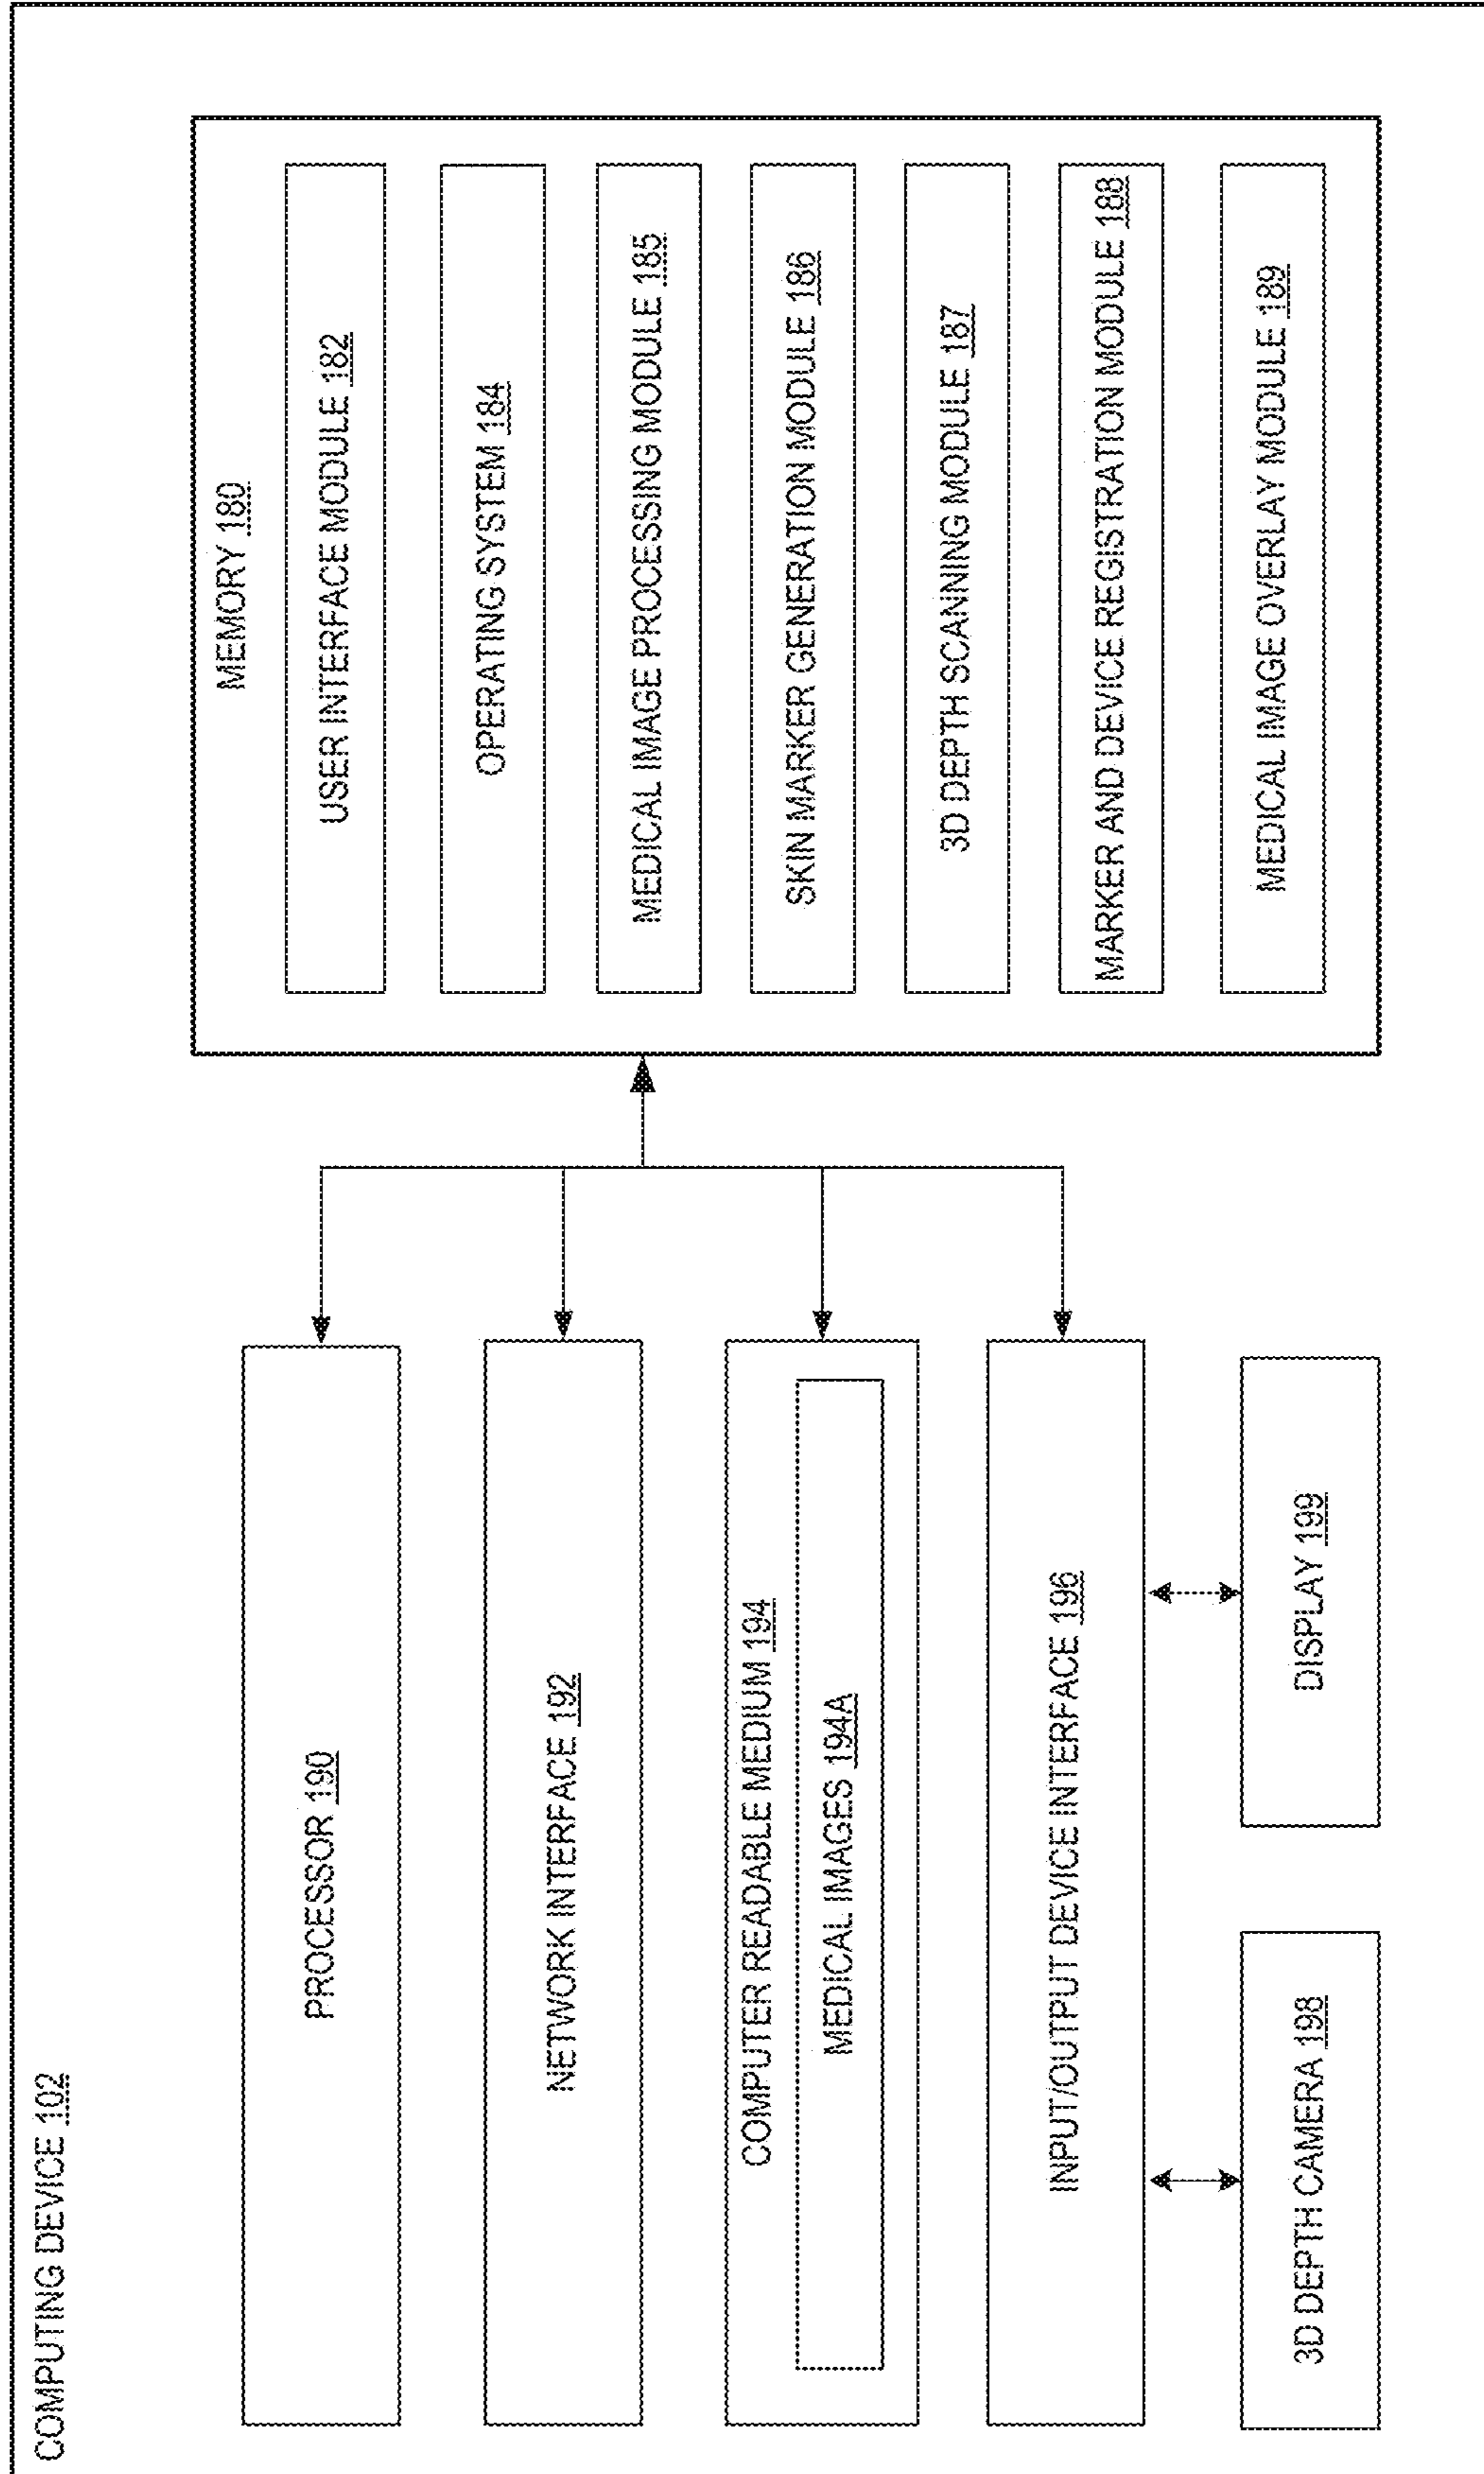 COMPUTING DEVICE 102
PROCESSOR 190
NETWORK INTERFACE 192
COMPUTER READABLE MEDIUM 194
MEDICAL IMAGES 194A
INPUT/OUTPUT DEVICE INTERFACE 196
3D DEPTH CAMERA 198
DISPLAY 199
MEMORY 180
USER INTERFACE MODULE 182
OPERATING SYSTEM 184
MEDICAL IMAGE PROCESSING MODULE 185
SKIN MARKER GENERATION MODULE 186
3D DEPTH SCANNING MODULE 187
MARKER AND DEVICE REGISTRATION MODULE 188
MEDICAL IMAGE OVERLAY MODULE 189